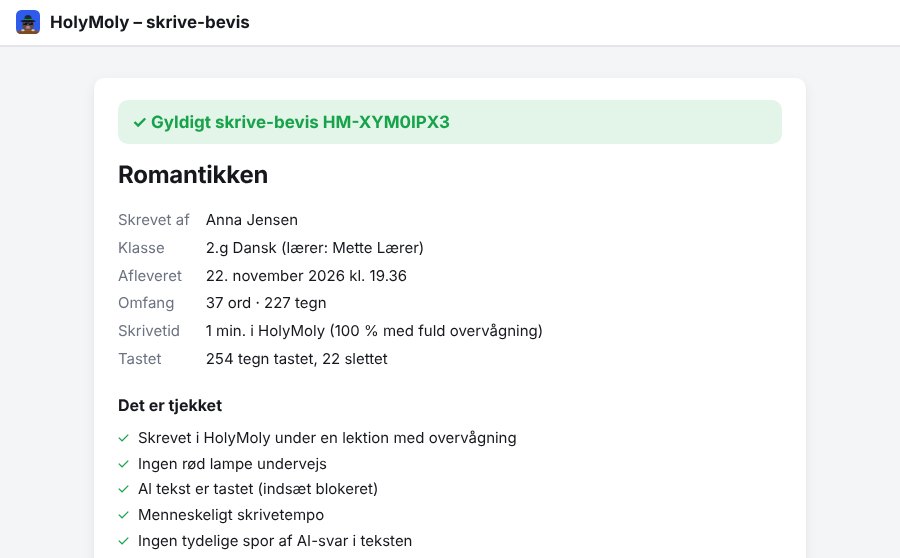 HolyMoly – skrive-bevis
✓ Gyldigt skrive-bevis HM-XYM0IPX3
Romantikken
Skrevet af Anna Jensen
Klasse 2.g Dansk (lærer: Mette Lærer)
Afleveret 22. november 2026 kl. 19.36
Omfang 37 ord · 227 tegn
Skrivetid 1 min. i HolyMoly (100 % med fuld overvågning)
Tastet 254 tegn tastet, 22 slettet
Det er tjekket
✓ Skrevet i HolyMoly under en lektion med overvågning
✓ Ingen rød lampe undervejs
✓ Al tekst er tastet (indsæt blokeret)
✓ Menneskeligt skrivetempo
✓ Ingen tydelige spor af AI-svar i teksten